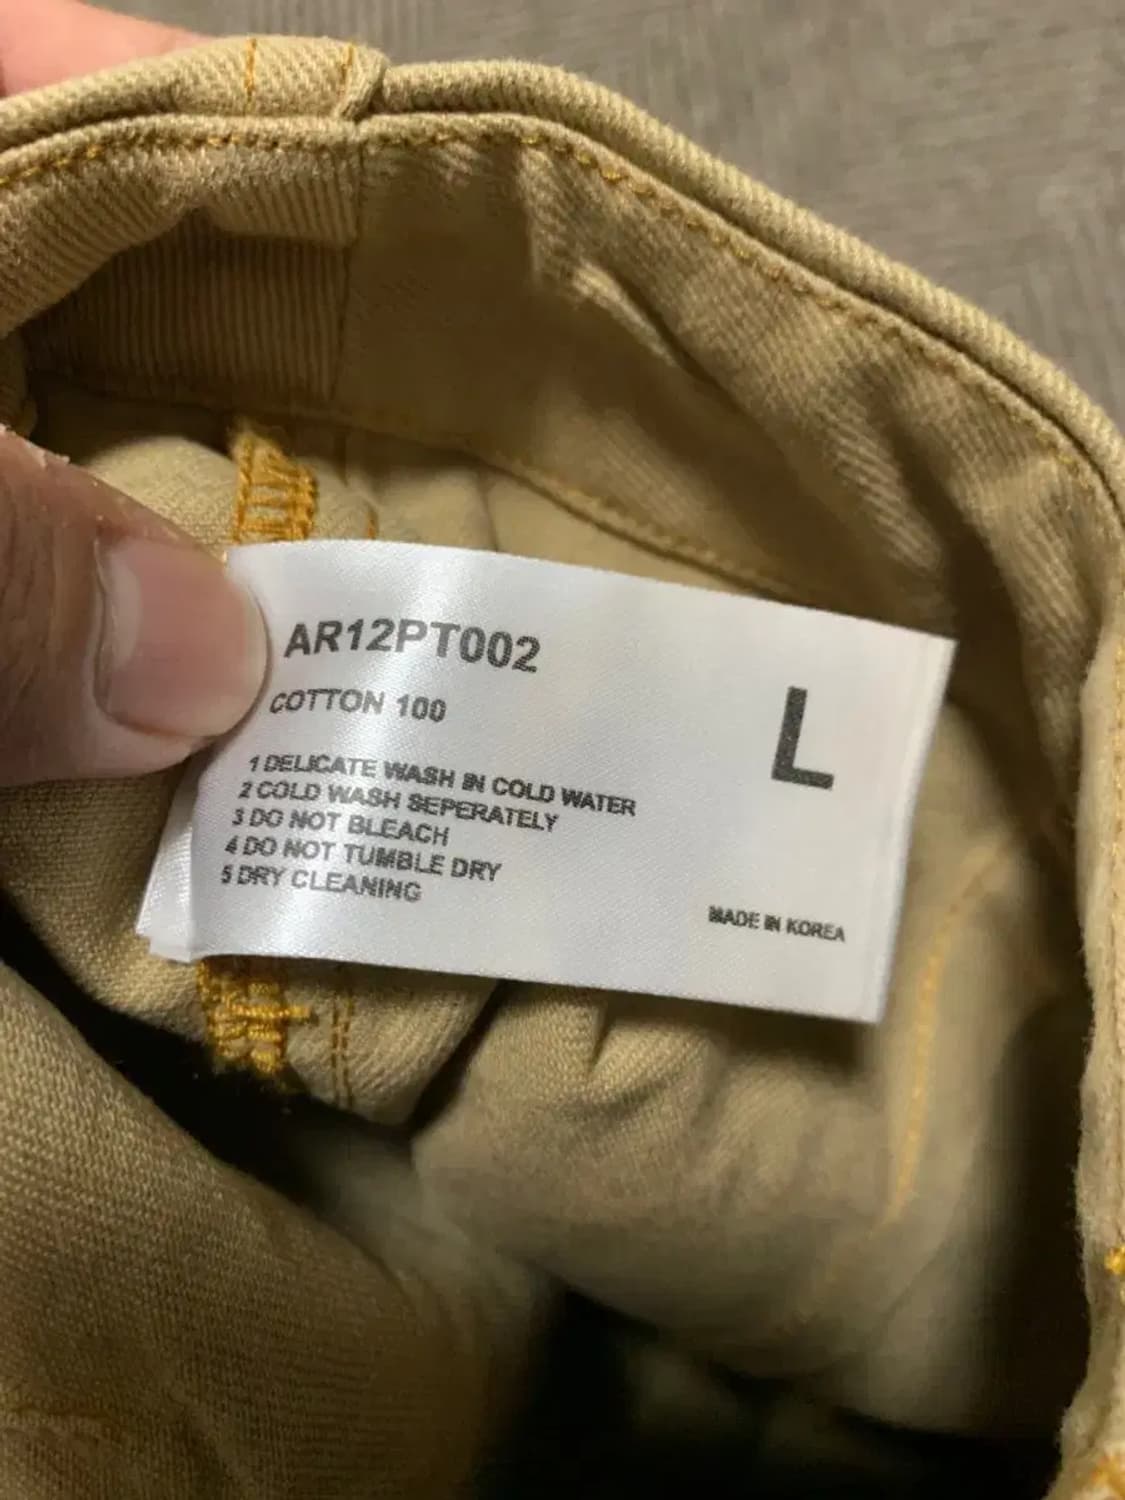 AR12PT002
COTTON 100
L
1 DELICATE WASH IN COLD WATER
2 COLD WASH SEPERATELY
3 DO NOT BLEACH
4 DO NOT TUMBLE DRY
5 DRY CLEANING
MADE IN KOREA